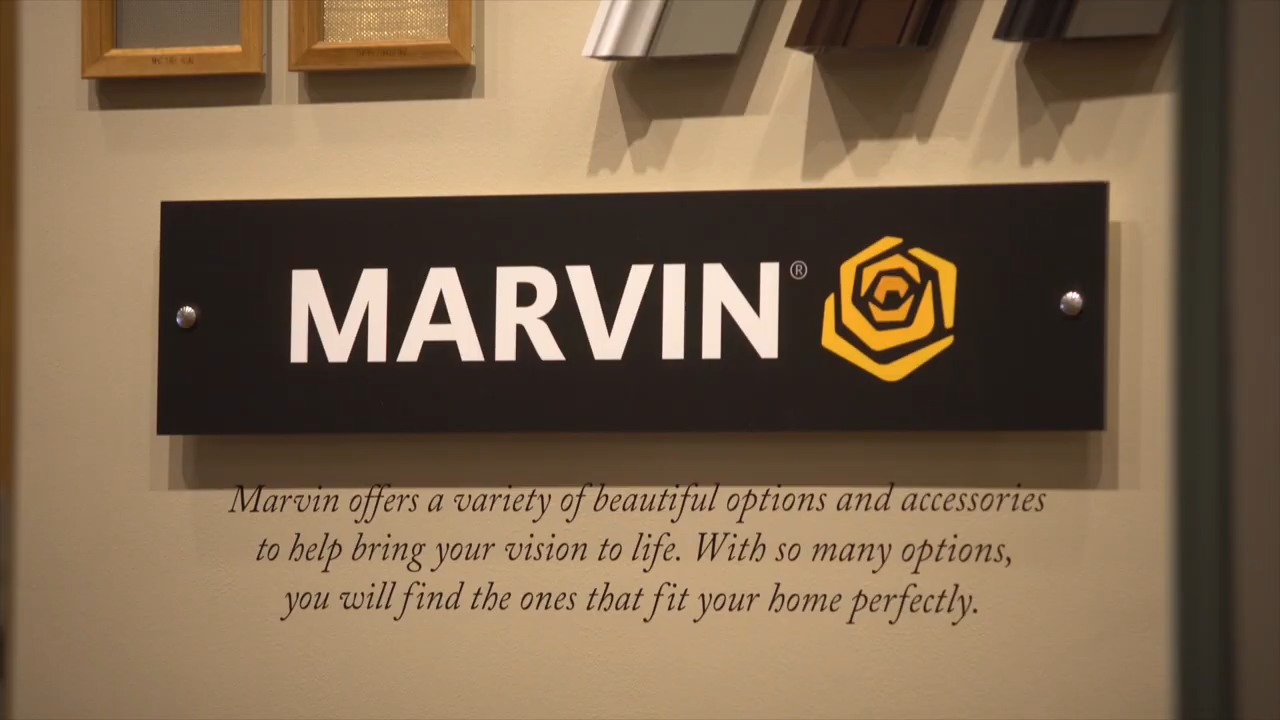 MARVIN®
Marvin offers a variety of beautiful options and accessories
to help bring your vision to life. With so many options,
you will find the ones that fit your home perfectly.